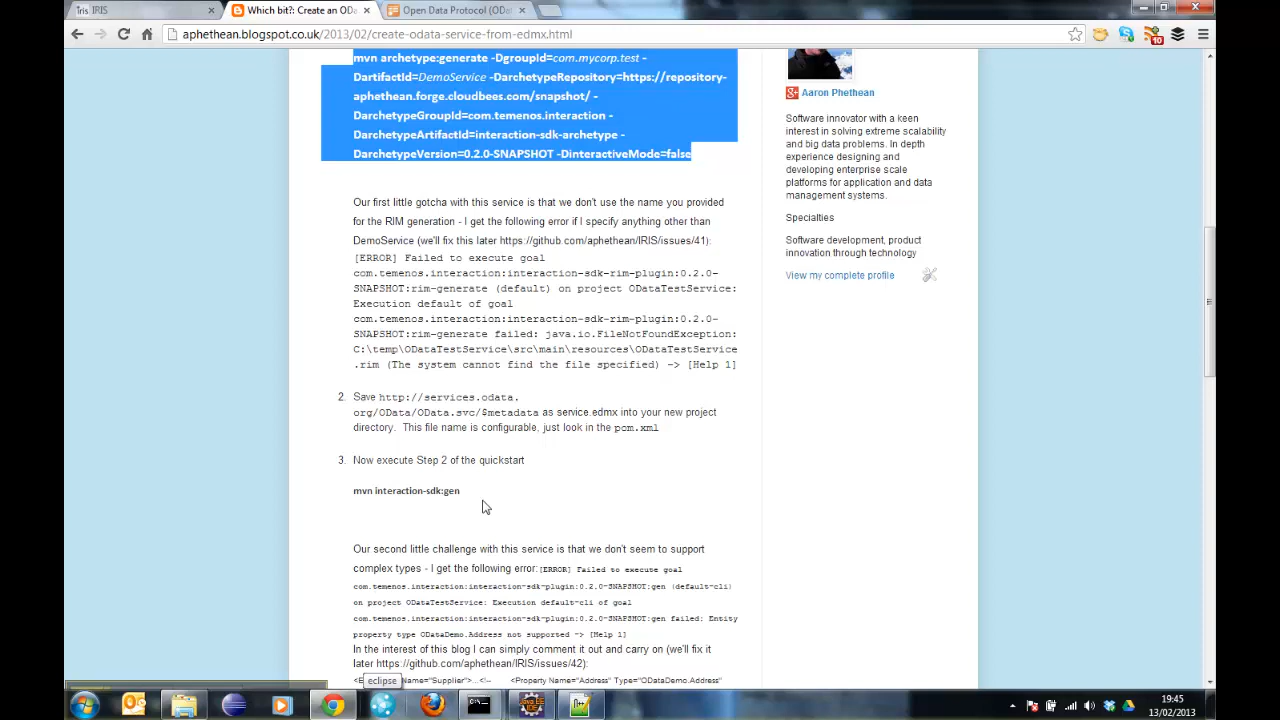 iris IRIS
Which bit?: Create an ODa
Open Data Protocol (OData
aphethean.blogspot.co.uk/2013/02/create-odata-service-from-edmx.html
10
mvn archetype:generate -DgroupId=com.mycorp.test -
DartifactId=DemoService -DarchetypeRepository=https://repository-
aphethean.forge.cloudbees.com/snapshot/ -
DarchetypeGroupId=com.temenos.interaction -
DarchetypeArtifactId=interaction-sdk-archetype -
DarchetypeVersion=0.2.0-SNAPSHOT -DinteractiveMode=false
Our first little gotcha with this service is that we don't use the name you provided
for the RIM generation - I get the following error if I specify anything other than
DemoService (we'll fix this later https://github.com/aphethean/IRIS/issues/41):
[ERROR] Failed to execute goal
com.temenos.interaction:interaction-sdk-rim-plugin:0.2.0-
SNAPSHOT:rim-generate (default) on project ODataTestService:
Execution default of goal
com.temenos.interaction:interaction-sdk-rim-plugin:0.2.0-
SNAPSHOT:rim-generate failed: java.io.FileNotFoundException:
C:\temp\ODataTestService\src\main\resources\ODataTestService
.rim (The system cannot find the file specified) -> [Help 1]
2. Save http://services.odata.
org/OData/OData.svc/$metadata as service.edmx into your new project
directory. This file name is configurable, just look in the pom.xml
3. Now execute Step 2 of the quickstart
mvn interaction-sdk:gen
Our second little challenge with this service is that we don't seem to support
complex types - I get the following error:[ERROR] Failed to execute goal
com.temenos.interaction:interaction-sdk-plugin:0.2.0-SNAPSHOT:gen (default-cli)
on project ODataTestService: Execution default-cli of goal
com.temenos.interaction:interaction-sdk-plugin:0.2.0-SNAPSHOT:gen failed: Entity
property type ODataDemo.Address not supported -> [Help 1]
In the interest of this blog I can simply comment it out and carry on (we'll fix it
later https://github.com/aphethean/IRIS/issues/42):
Name="Supplier">...<!-- <Property Name="Address" Type="ODataDemo.Address"
eclipse
Aaron Phethean
Software innovator with a keen
interest in solving extreme scalability
and big data problems. In depth
experience designing and
developing enterprise scale
platforms for application and data
management systems.
Specialties
Software development, product
innovation through technology
View my complete profile
19:45
13/02/2013